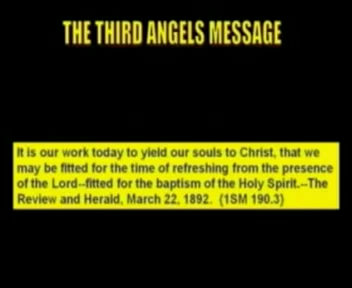 THE THIRD ANGELS MESSAGE
It is our work today to yield our souls to Christ, that we
may be fitted for the time of refreshing from the presence
of the Lord--fitted for the baptism of the Holy Spirit.--The
Review and Herald, March 22, 1892. (1SM 190.3)